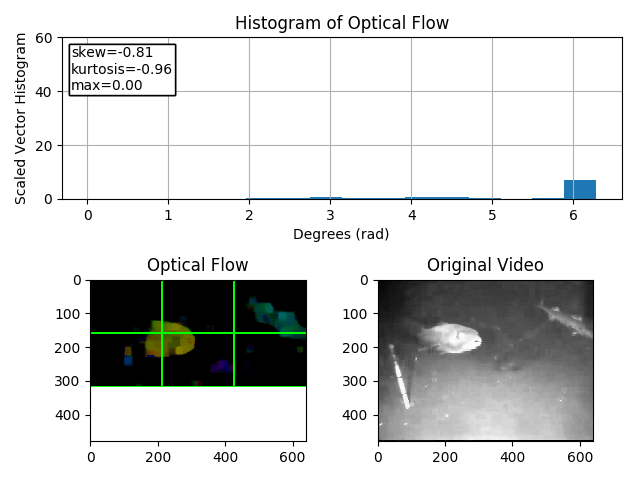 Histogram of Optical Flow
Scaled Vector Histogram
60
40
20
0
skew=-0.81
kurtosis=-0.96
max=0.00
0 1 2 3 4 5 6
Degrees (rad)
Optical Flow
0
100
200
300
400
0 200 400 600
Original Video
0
100
200
300
400
0 200 400 600